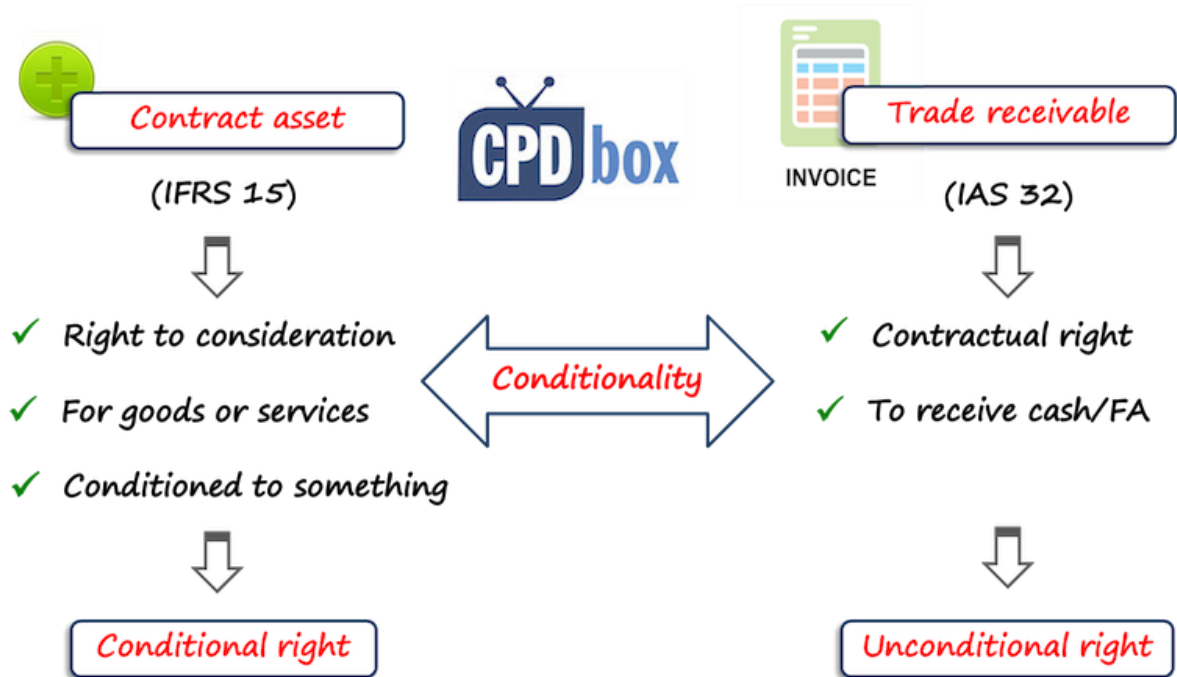 Contract asset
(IFRS 15)
Right to consideration
For goods or services
Conditioned to something
Conditional right
CPD box
Conditionality
INVOICE
Trade receivable
(IAS 32)
Contractual right
To receive cash/FA
Unconditional right